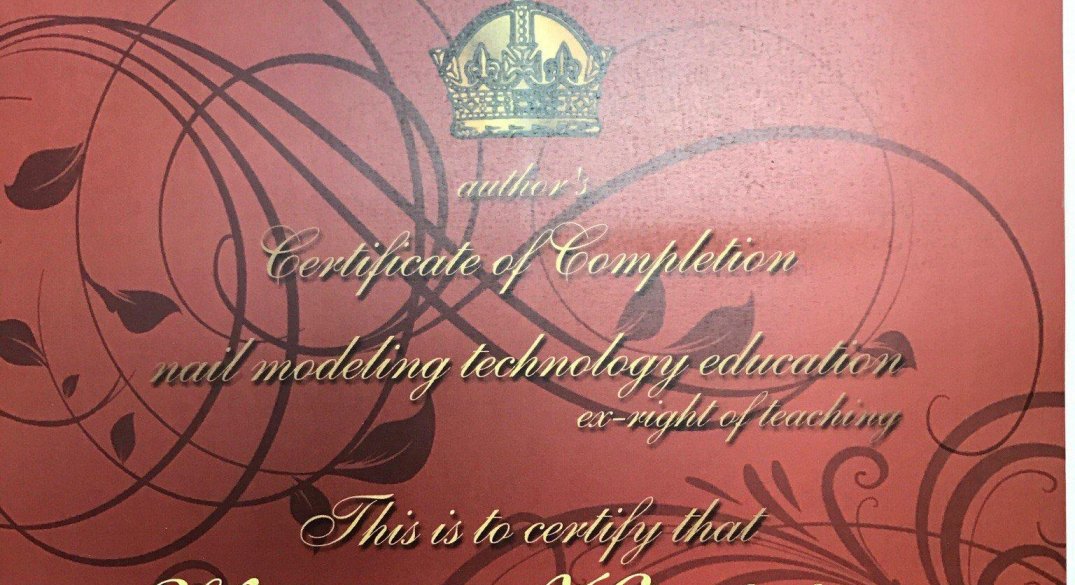 author's
Certificate of Completion
nail modeling technology education
ex-right of teaching
This is to certify that